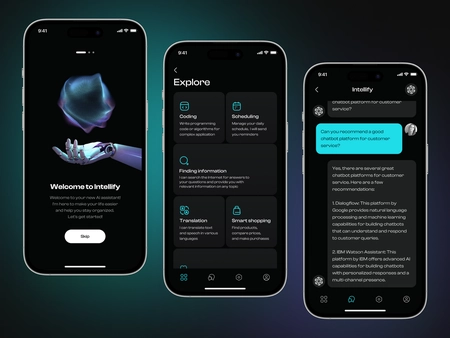 9:41
Welcome to Intellify
Welcome to your new AI assistant!
I'm here to make your life easier
and help you stay organized.
Let's get started!
Skip
9:41
Explore
Coding
Write programming
code or algorithms for
complex application
Scheduling
Manage your daily
schedule, I will send
you reminders
Finding information
I can search the internet for answers to
your questions and provide you with
relevant information on any topic
Translation
I can translate text
and speech in various
languages.
Smart shopping
Find products,
compare prices,
and make purchases
9:41
Intellify
chatbot platform for customer
service?
Can you recommend a good
chatbot platform for customer
service?
Yes, there are several great
chatbot platform for customer
service. Here are a few
recommendations:
1. Dialogflow: This platform by
Google provides natural language
processing and machine learning
capabilities for building chatbots
that can understand and respond
to customer queries.
2. IBM Watson Assistant: This
platform by IBM offers advanced AI
capabilities for building chatbots
with personalized responses and a
multi-channel presence.